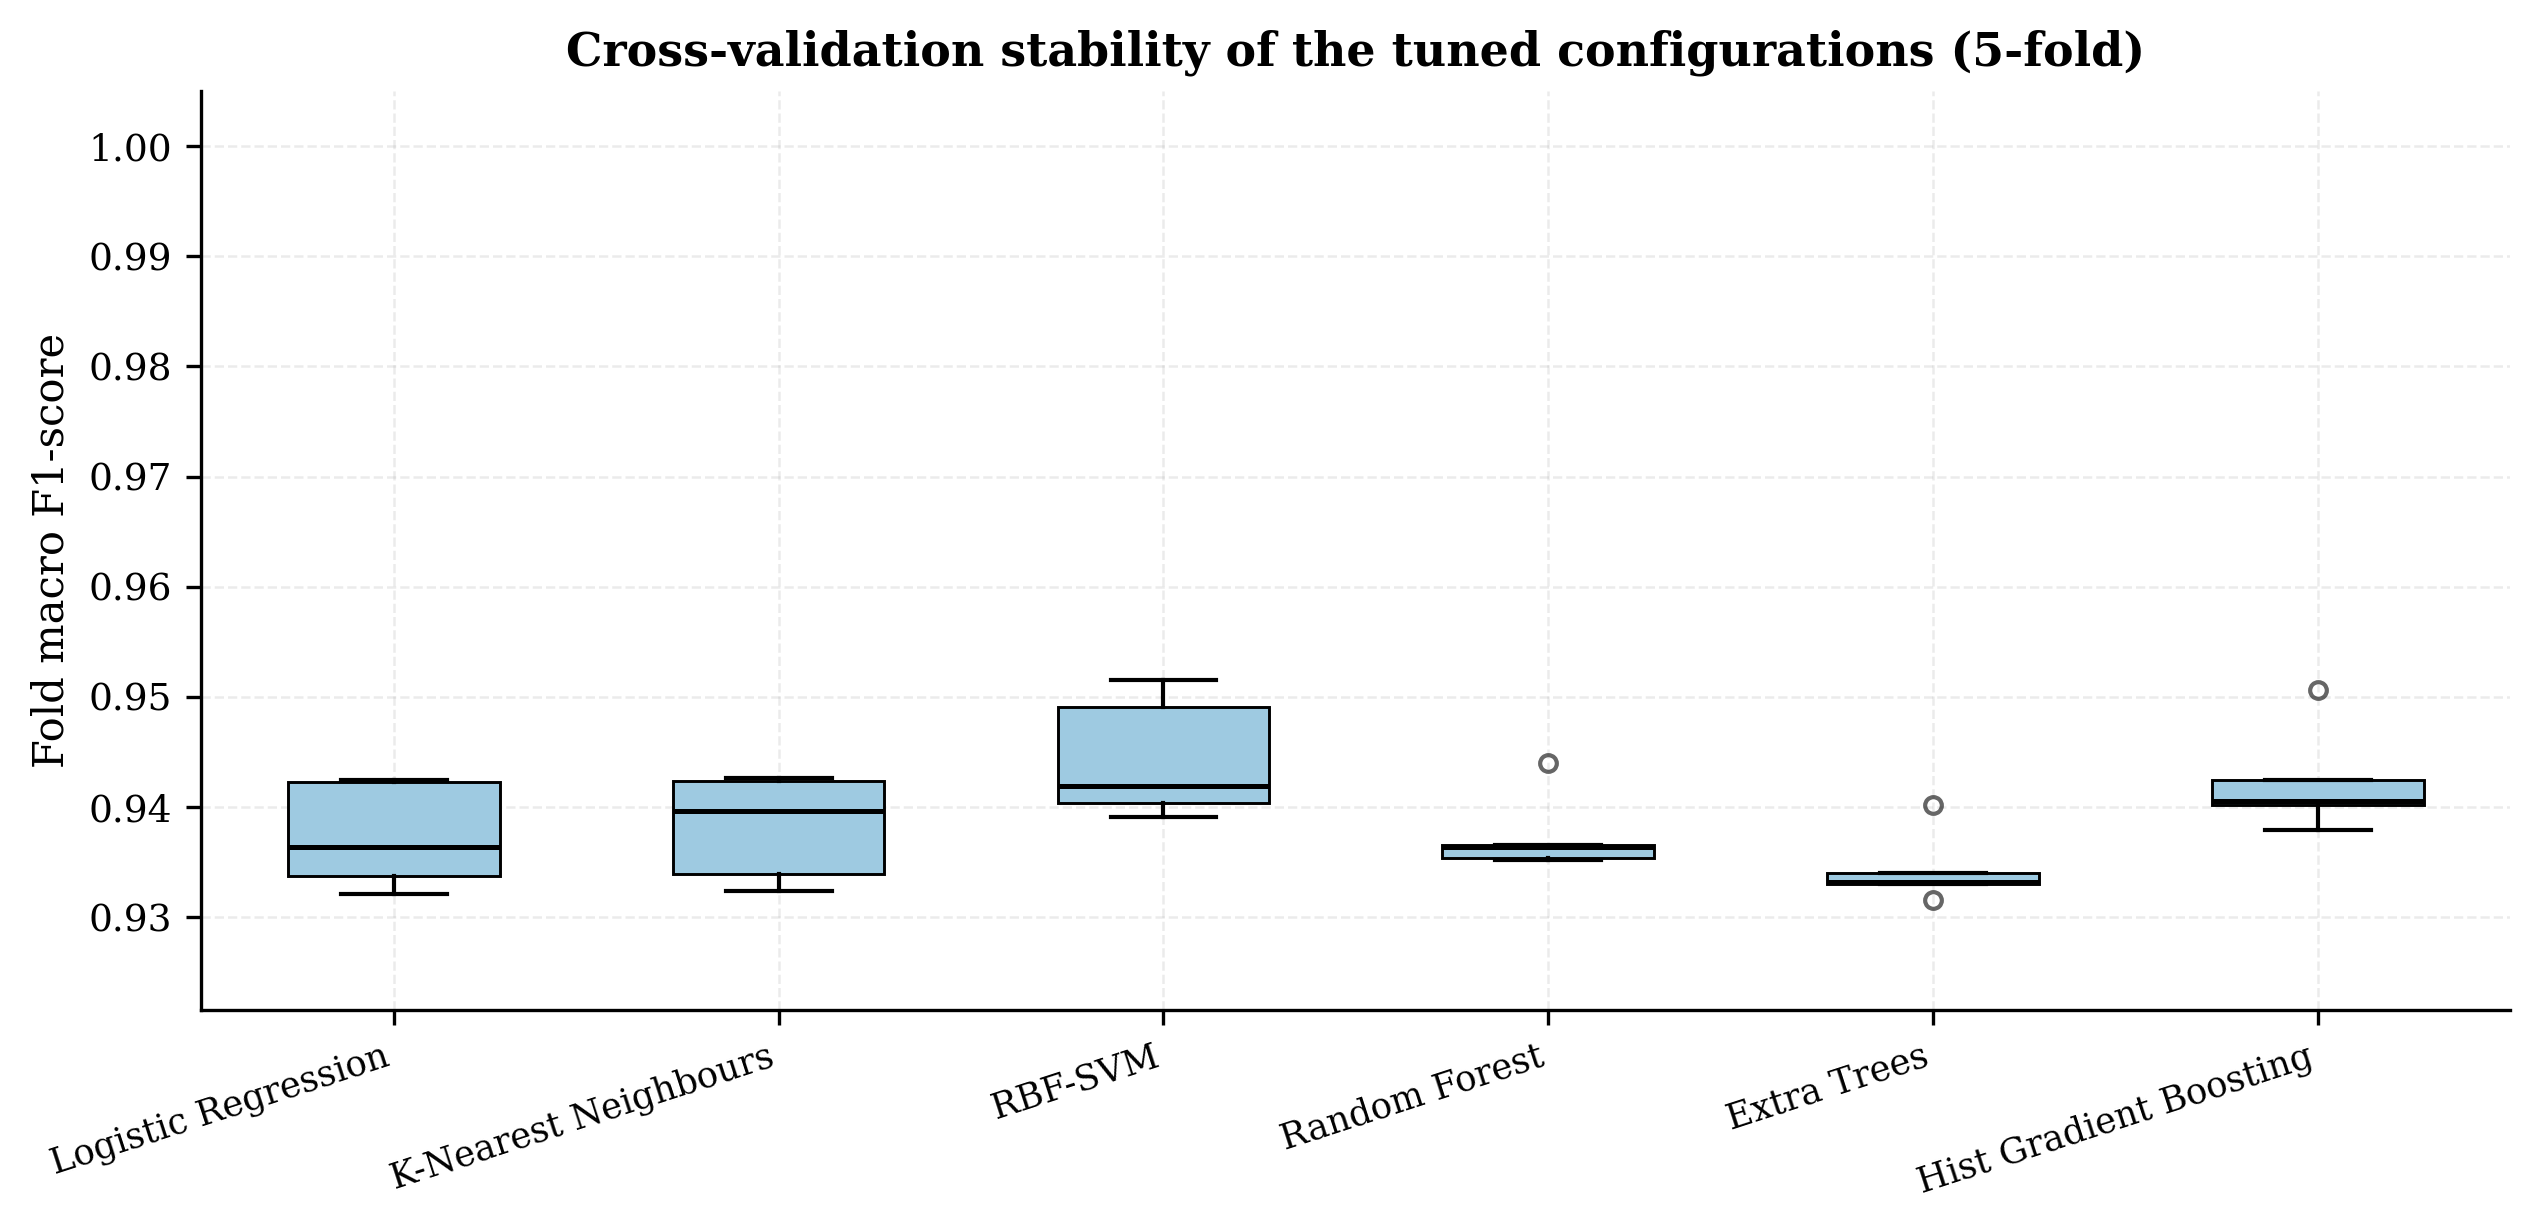 Cross-validation stability of the tuned configurations (5-fold)
Fold macro F1-score
1.00
0.99
0.98
0.97
0.96
0.95
0.94
0.93
Logistic Regression
K-Nearest Neighbours
RBF-SVM
Random Forest
Extra Trees
Hist Gradient Boosting